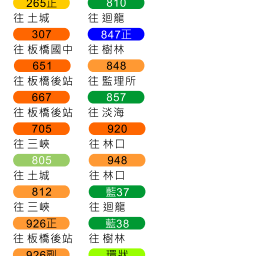 265正 810
往 土城 往 迴龍
307 847正
往 板橋國中 往 樹林
651 848
往 板橋後站 往 監理所
667 857
往 板橋後站 往 淡海
705 920
往 三峽 往 林口
805 948
往 土城 往 林口
812 藍37
往 三峽 往 迴龍
926正 藍38
往 板橋後站 往 樹林
926副 環狀